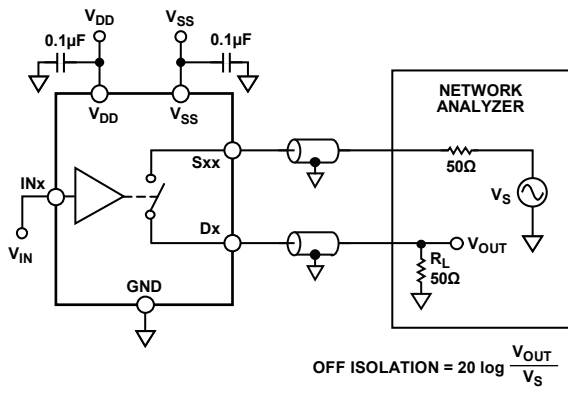 VDD
VSS
0.1µF
0.1µF
VDD
VSS
NETWORK
ANALYZER
Sxx
50Ω
VS
INx
VIN
Dx
VOUT
RL
50Ω
GND
OFF ISOLATION = 20 log VOUT
VS